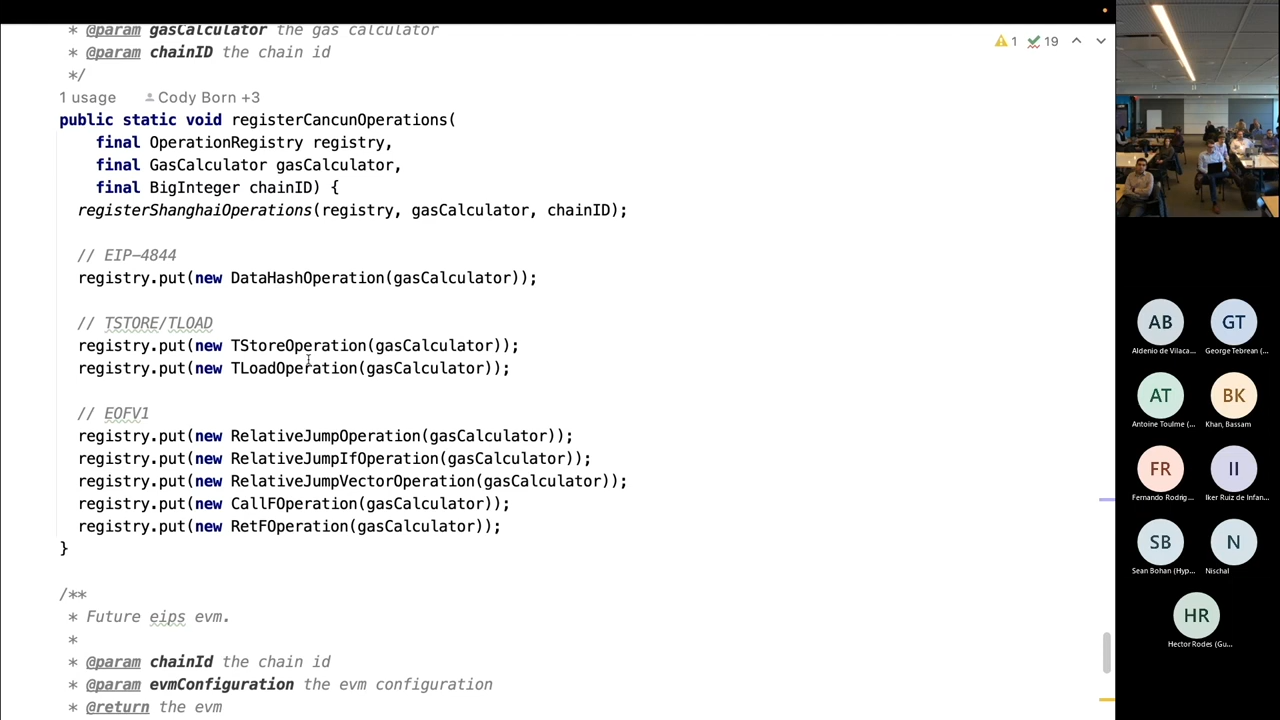 * @param gasCalculator the gas calculator
* @param chainID the chain id
*/
1 usage Cody Born +3
public static void registerCancunOperations(
final OperationRegistry registry,
final GasCalculator gasCalculator,
final BigInteger chainID) {
registerShanghaiOperations(registry, gasCalculator, chainID);
// EIP-4844
registry.put(new DataHashOperation(gasCalculator));
// TSTORE/TLOAD
registry.put(new TStoreOperation(gasCalculator));
registry.put(new TLoadOperation(gasCalculator));
// EOFV1
registry.put(new RelativeJumpOperation(gasCalculator));
registry.put(new RelativeJumpIfOperation(gasCalculator));
registry.put(new RelativeJumpVectorOperation(gasCalculator));
registry.put(new CallFOperation(gasCalculator));
registry.put(new RetFOperation(gasCalculator));
}
/**
* Future eips evm.
*
* @param chainId the chain id
* @param evmConfiguration the evm configuration
* @return the evm
1 19
AB GT
Aldenio de Vilaca... George Tebrean (...
AT BK
Antoine Toulme (... Khan, Bassam
FR II
Fernando Rodrig... Iker Ruiz de Infan...
SB N
Sean Bohan (Hyp... Nischal
HR
Hector Rodes (Gu...